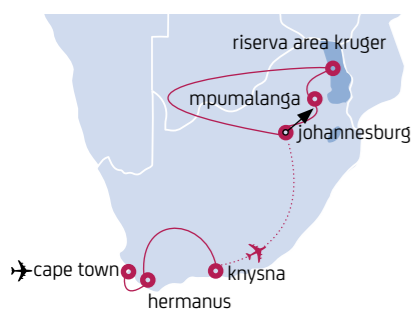 riserva area kruger
mpumalanga
johannesburg
cape town
knysna
hermanus